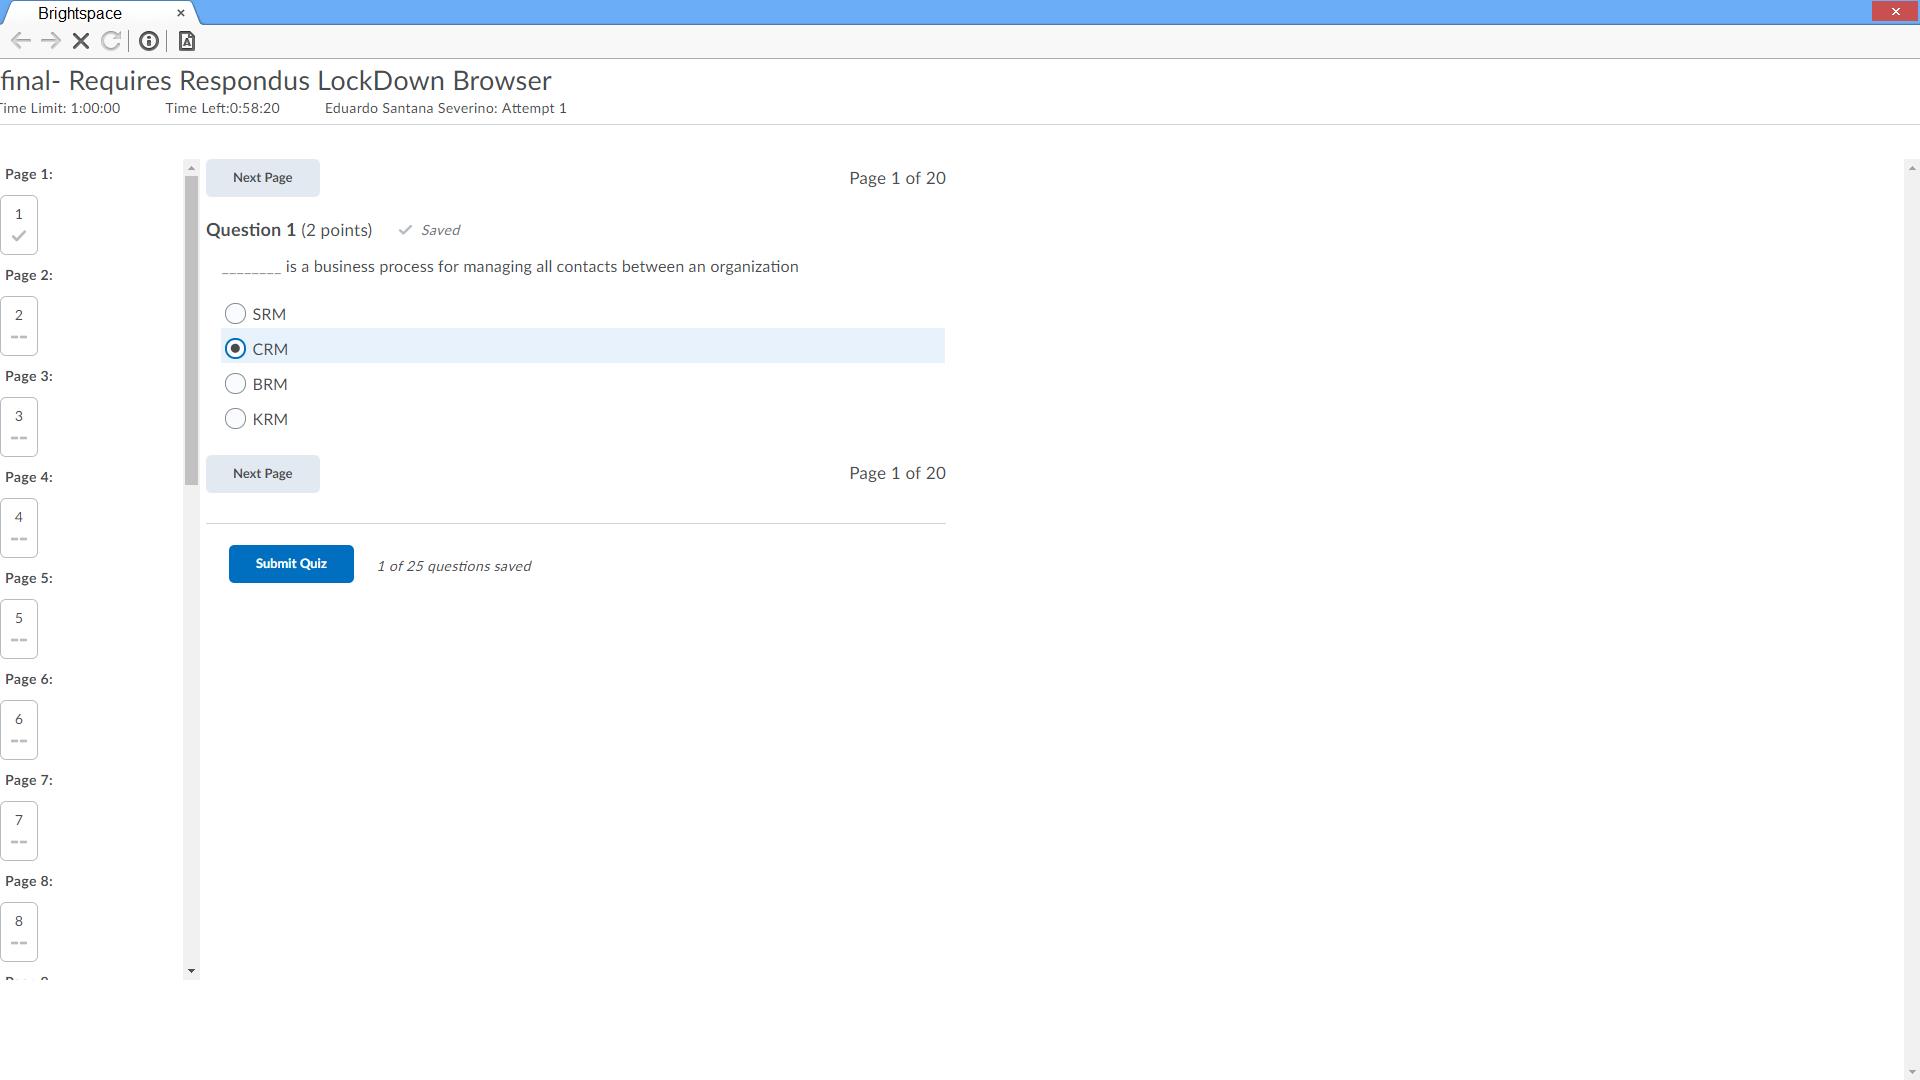 Brightspace
final- Requires Respondus LockDown Browser
Time Limit: 1:00:00 Time Left:0:58:20 Eduardo Santana Severino: Attempt 1
Page 1:
1
Page 2:
2
--
Page 3:
3
--
Page 4:
4
--
Page 5:
5
--
Page 6:
6
--
Page 7:
7
--
Page 8:
8
--
Next Page Page 1 of 20
Question 1 (2 points) Saved
________ is a business process for managing all contacts between an organization
SRM
CRM
BRM
KRM
Next Page Page 1 of 20
Submit Quiz 1 of 25 questions saved